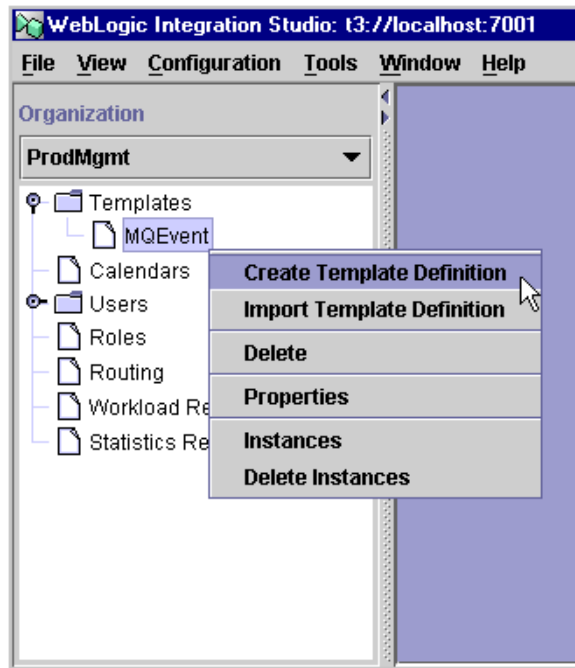 WebLogic Integration Studio: t3://localhost:7001
File View Configuration Tools Window Help
Organization
ProdMgmt
Templates
MQEvent
Calendars
Users
Roles
Routing
Workload Re
Statistics Re
Create Template Definition
Import Template Definition
Delete
Properties
Instances
Delete Instances